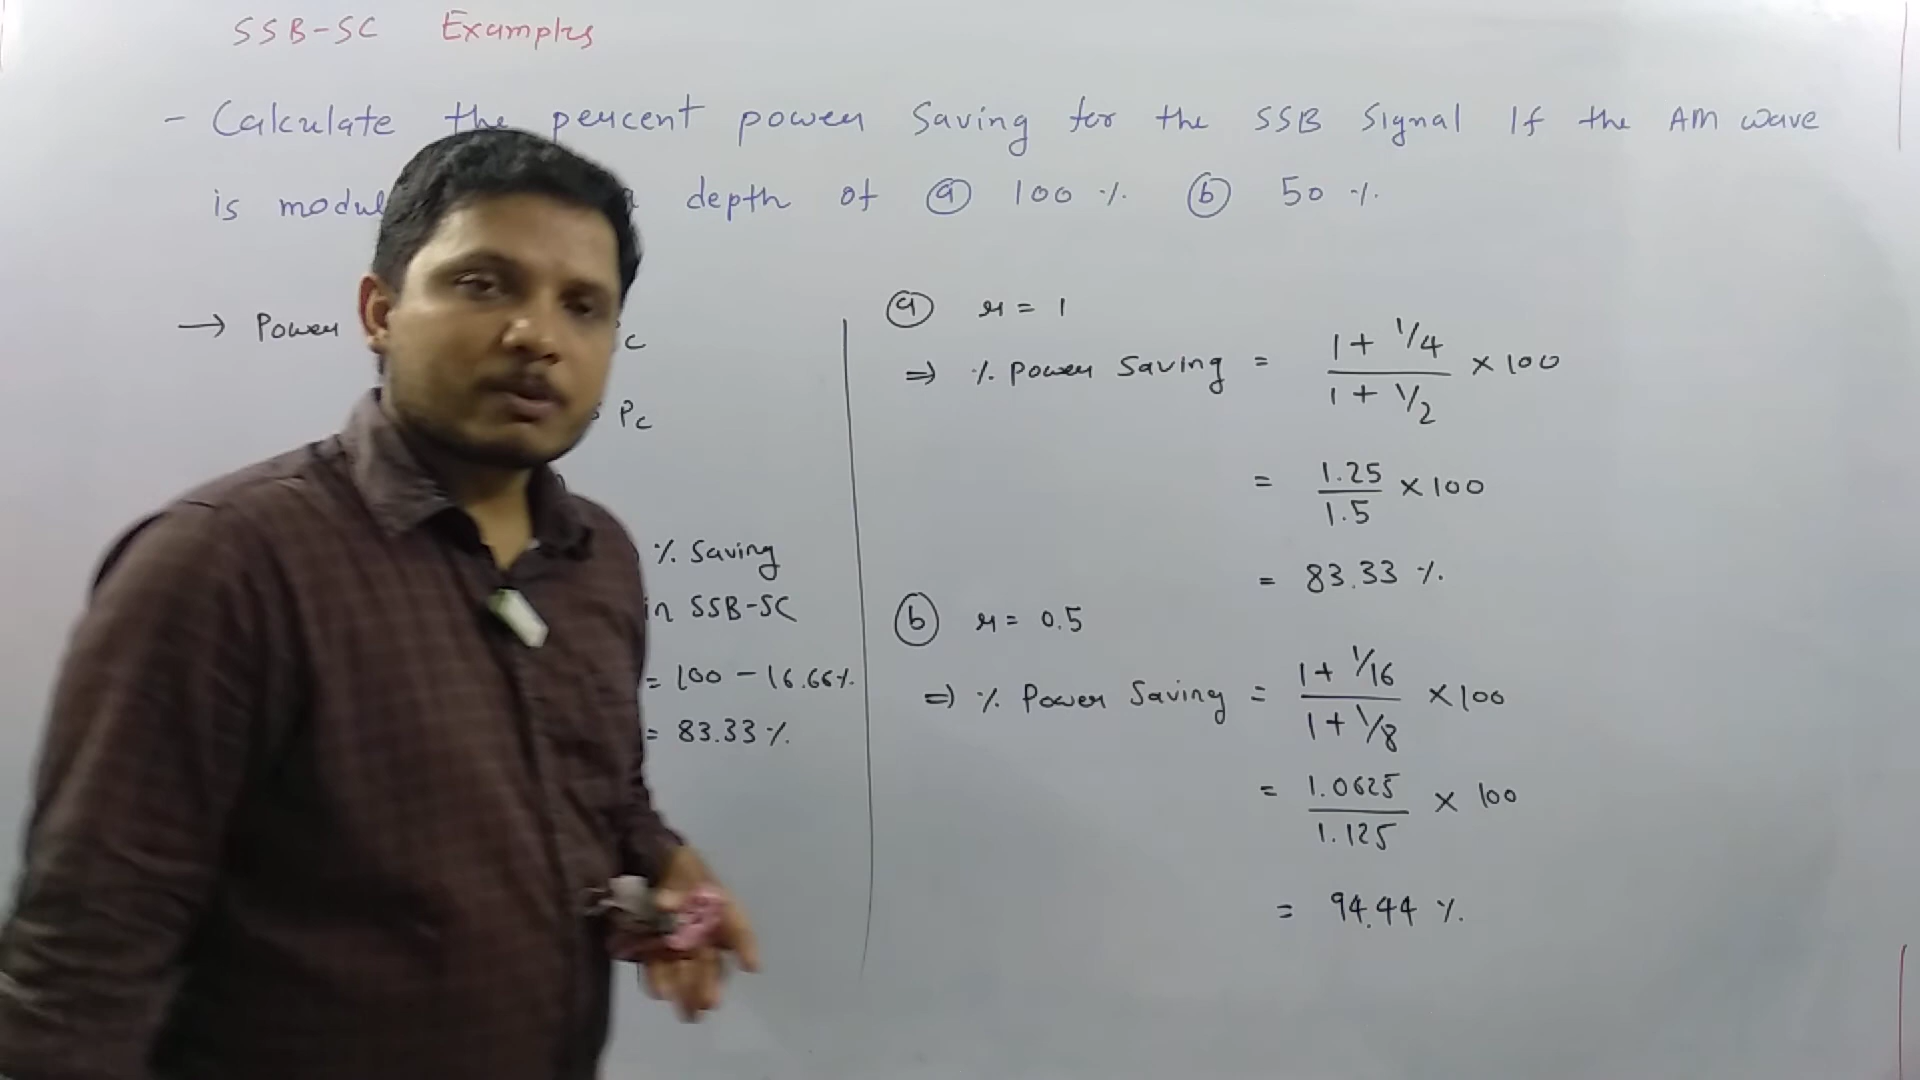 SSB-SC Examples
- Calculate the percent power Saving for the SSB Signal If the AM wave
is modul depth of ⓐ 100 % ⓑ 50 %.
→ Power c
Pc
% Saving
in SSB-SC
= 100 - 16.66%.
= 83.33 %.
ⓐ μ = 1
⇒ % Power Saving = (1 + 1/4) / (1 + 1/2) × 100
= 1.25 / 1.5 × 100
= 83.33 %.
ⓑ μ = 0.5
⇒ % Power Saving = (1 + 1/16) / (1 + 1/8) × 100
= 1.0625 / 1.125 × 100
= 94.44 %.